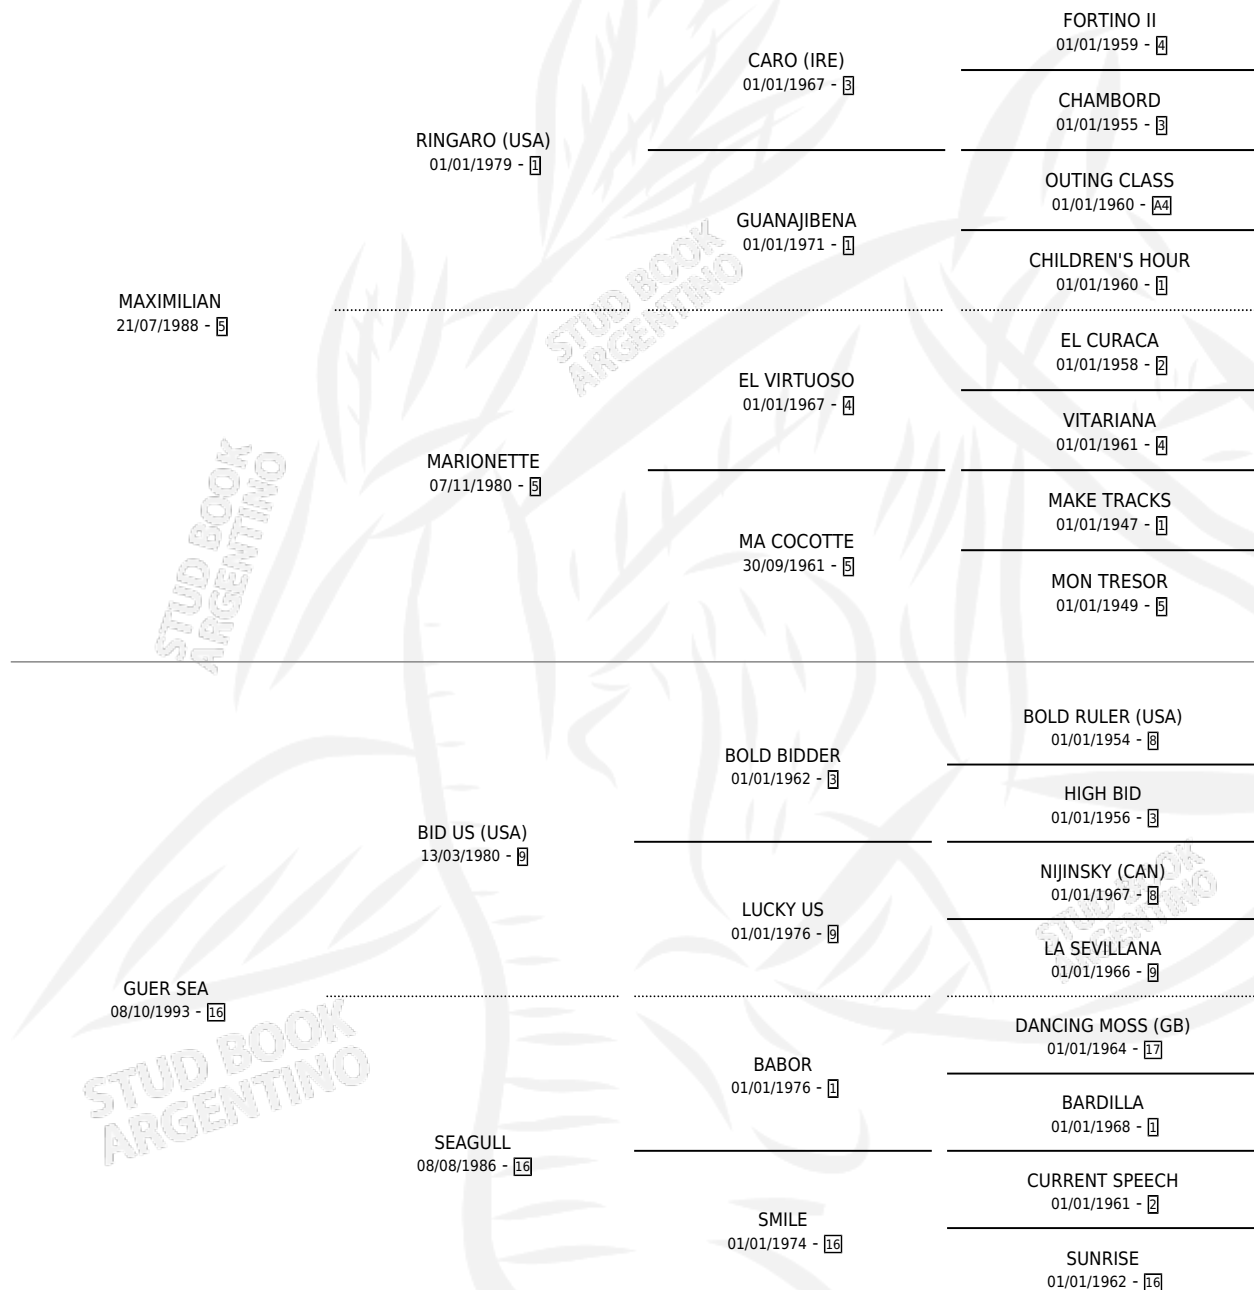 FORTINO II
01/01/1959 - 4
CARO (IRE)
01/01/1967 - 3
CHAMBORD
01/01/1955 - 3
RINGARO (USA)
01/01/1979 - 1
OUTING CLASS
01/01/1960 - A4
GUANAJIBENA
01/01/1971 - 1
CHILDREN'S HOUR
01/01/1960 - 1
MAXIMILIAN
21/07/1988 - 5
EL CURACA
01/01/1958 - 2
EL VIRTUOSO
01/01/1967 - 4
VITARIANA
01/01/1961 - 4
MARIONETTE
07/11/1980 - 5
MAKE TRACKS
01/01/1947 - 1
MA COCOTTE
30/09/1961 - 5
MON TRESOR
01/01/1949 - 5
BOLD RULER (USA)
01/01/1954 - 8
BOLD BIDDER
01/01/1962 - 3
HIGH BID
01/01/1956 - 3
BID US (USA)
13/03/1980 - 9
NIJINSKY (CAN)
01/01/1967 - 8
LUCKY US
01/01/1976 - 9
LA SEVILLANA
01/01/1966 - 9
GUER SEA
08/10/1993 - 16
DANCING MOSS (GB)
01/01/1964 - 17
BABOR
01/01/1976 - 1
BARDILLA
01/01/1968 - 1
SEAGULL
08/08/1986 - 16
CURRENT SPEECH
01/01/1961 - 2
SMILE
01/01/1974 - 16
SUNRISE
01/01/1962 - 16
STUD BOOK
ARGENTINO
STUD BOOK
ARGENTINO
STUD BOOK
ARGENTINO
STUD BOOK
ARGENTINO